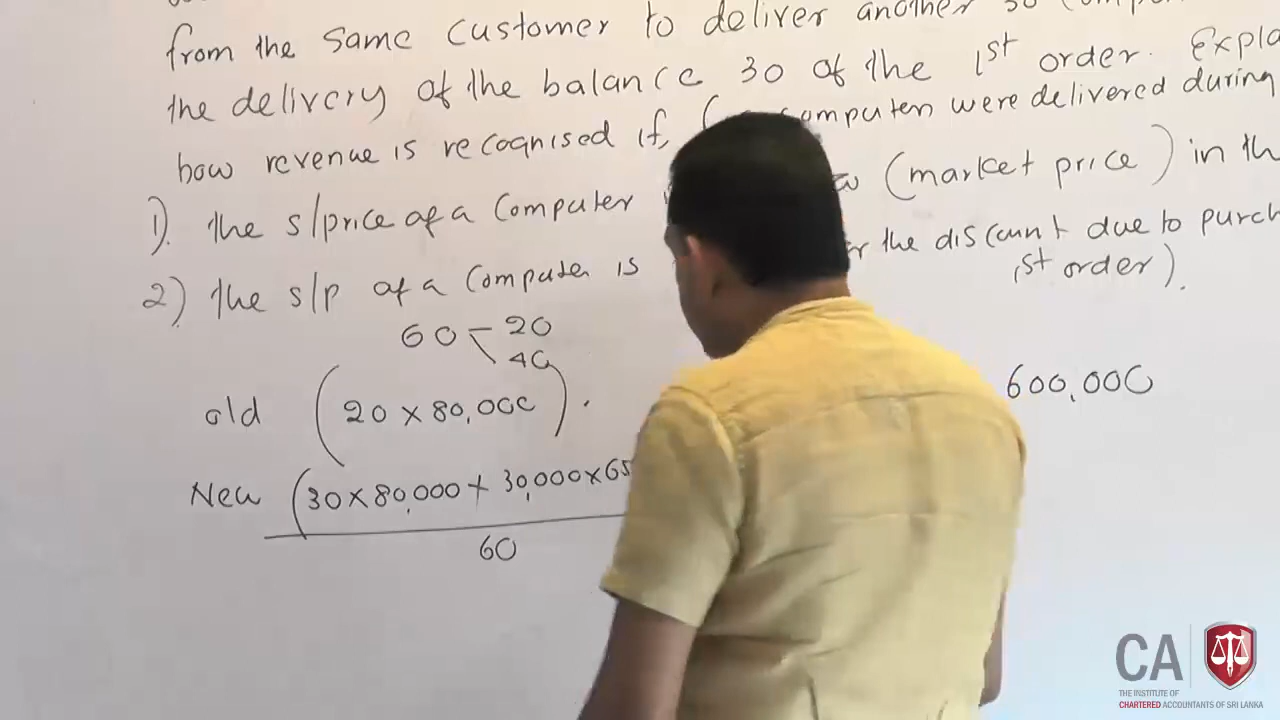 from the same customer to deliver another 30
the delivery of the balance 30 of the 1st order. Expla
how revenue is recognised if, ( computers were delivered during
1). the s/price of a computer (market price) in the
2) the s/p of a computer is the discount due to purch
1st order).
60 20
40
old (20 × 80,000). 600,000
New (30×80,000 + 30,000×65
60
CA
THE INSTITUTE OF
CHARTERED ACCOUNTANTS OF SRI LANKA